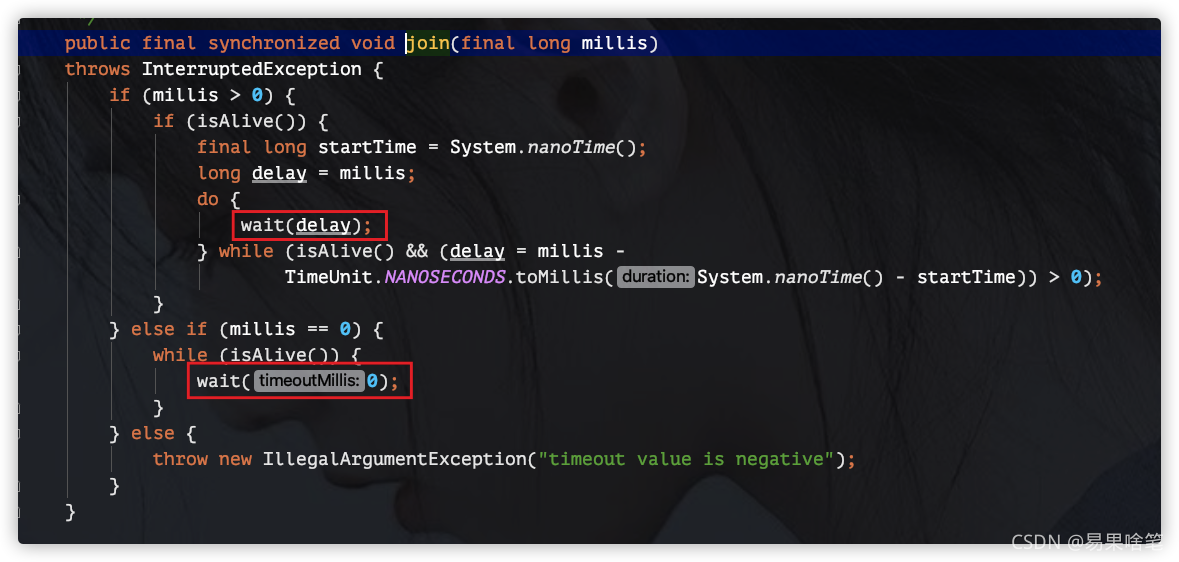 */
public final synchronized void join(final long millis)
throws InterruptedException {
    if (millis > 0) {
        if (isAlive()) {
            final long startTime = System.nanoTime();
            long delay = millis;
            do {
                wait(delay);
            } while (isAlive() && (delay = millis -
                    TimeUnit.NANOSECONDS.toMillis( duration: System.nanoTime() - startTime)) > 0);
        }
    } else if (millis == 0) {
        while (isAlive()) {
            wait( timeoutMillis: 0);
        }
    } else {
        throw new IllegalArgumentException("timeout value is negative");
    }
}
CSDN @易果啥笔